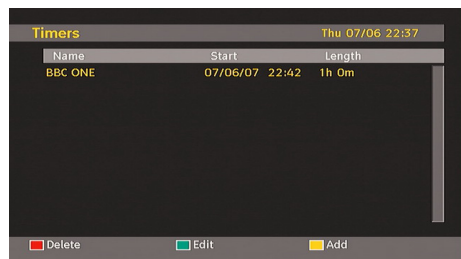 Timers Thu 07/06 22:37
Name Start Length
BBC ONE 07/06/07 22:42 1h 0m
Delete Edit Add